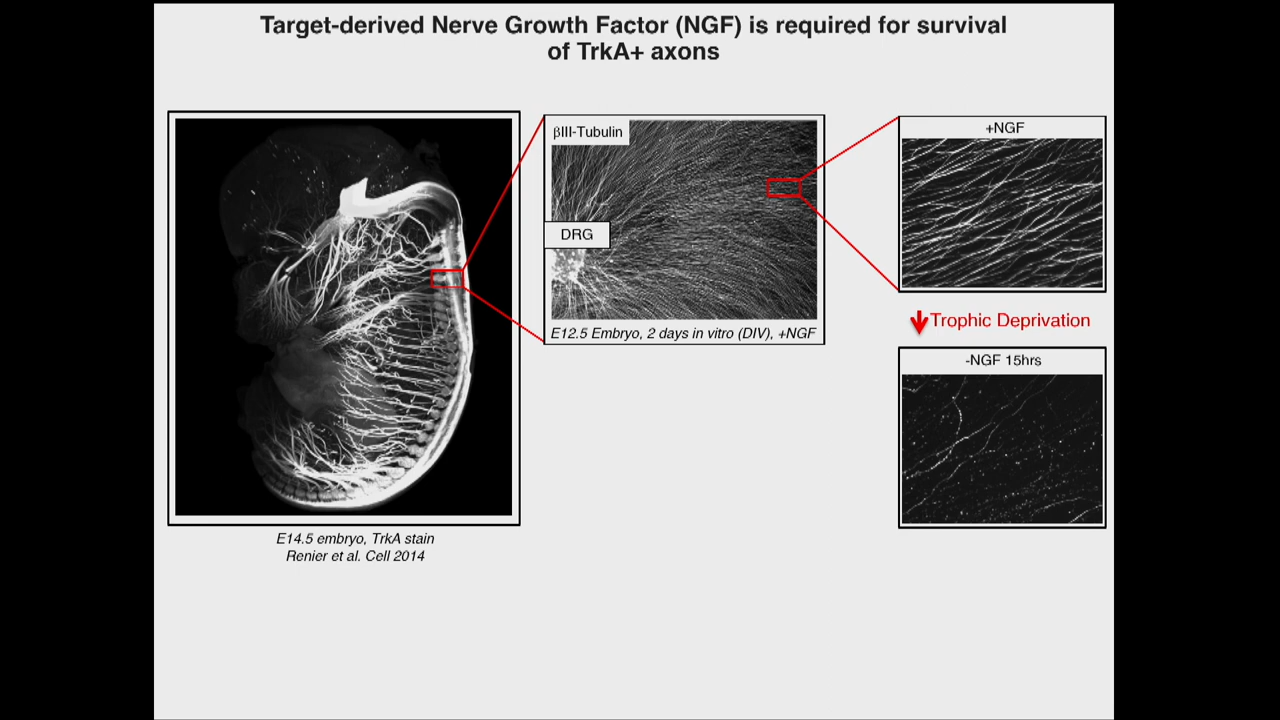 Target-derived Nerve Growth Factor (NGF) is required for survival
of TrkA+ axons
βIII-Tubulin
DRG
E12.5 Embryo, 2 days in vitro (DIV), +NGF
+NGF
Trophic Deprivation
-NGF 15hrs
E14.5 embryo, TrkA stain
Renier et al. Cell 2014